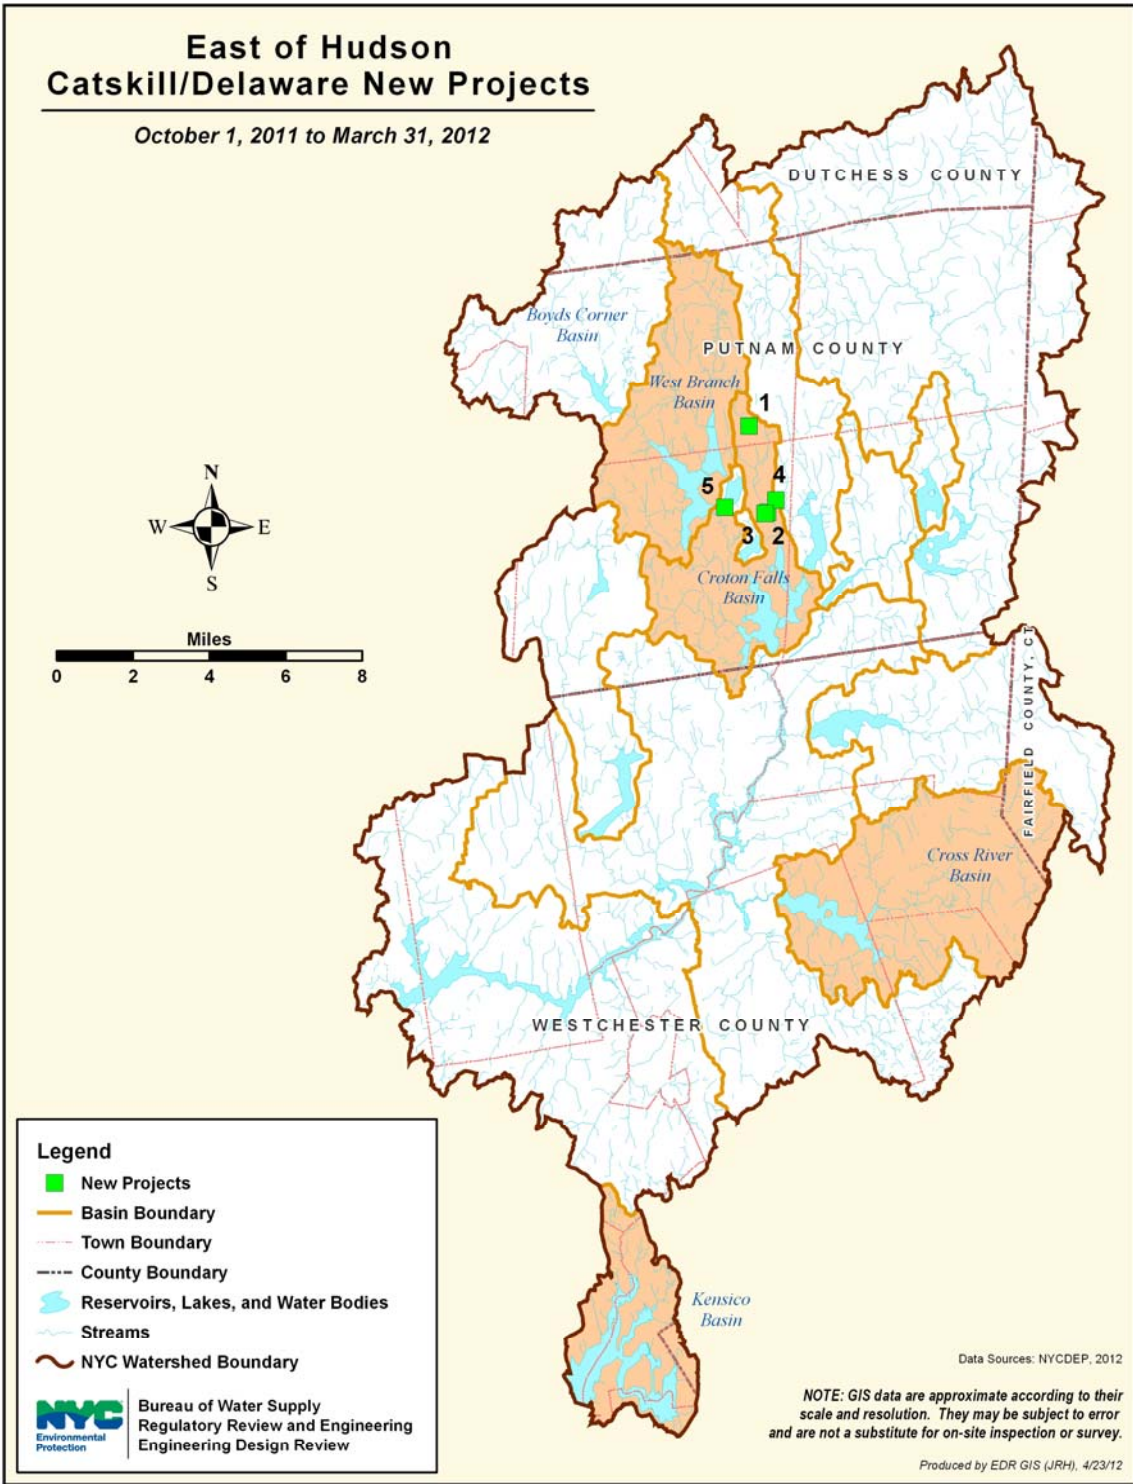 East of Hudson
Catskill/Delaware New Projects
October 1, 2011 to March 31, 2012
DUTCHESS COUNTY
Boyds Corner
Basin
PUTNAM COUNTY
West Branch
Basin
1
4
5
3
2
Croton Falls
Basin
N
W
E
S
Miles
0 2 4 6 8
FAIRFIELD COUNTY, CT
Cross River
Basin
WESTCHESTER COUNTY
Kensico
Basin
Legend
New Projects
Basin Boundary
Town Boundary
County Boundary
Reservoirs, Lakes, and Water Bodies
Streams
NYC Watershed Boundary
NYC
Environmental
Protection
Bureau of Water Supply
Regulatory Review and Engineering
Engineering Design Review
Data Sources: NYCDEP, 2012
NOTE: GIS data are approximate according to their
scale and resolution. They may be subject to error
and are not a substitute for on-site inspection or survey.
Produced by EDR GIS (JRH), 4/23/12